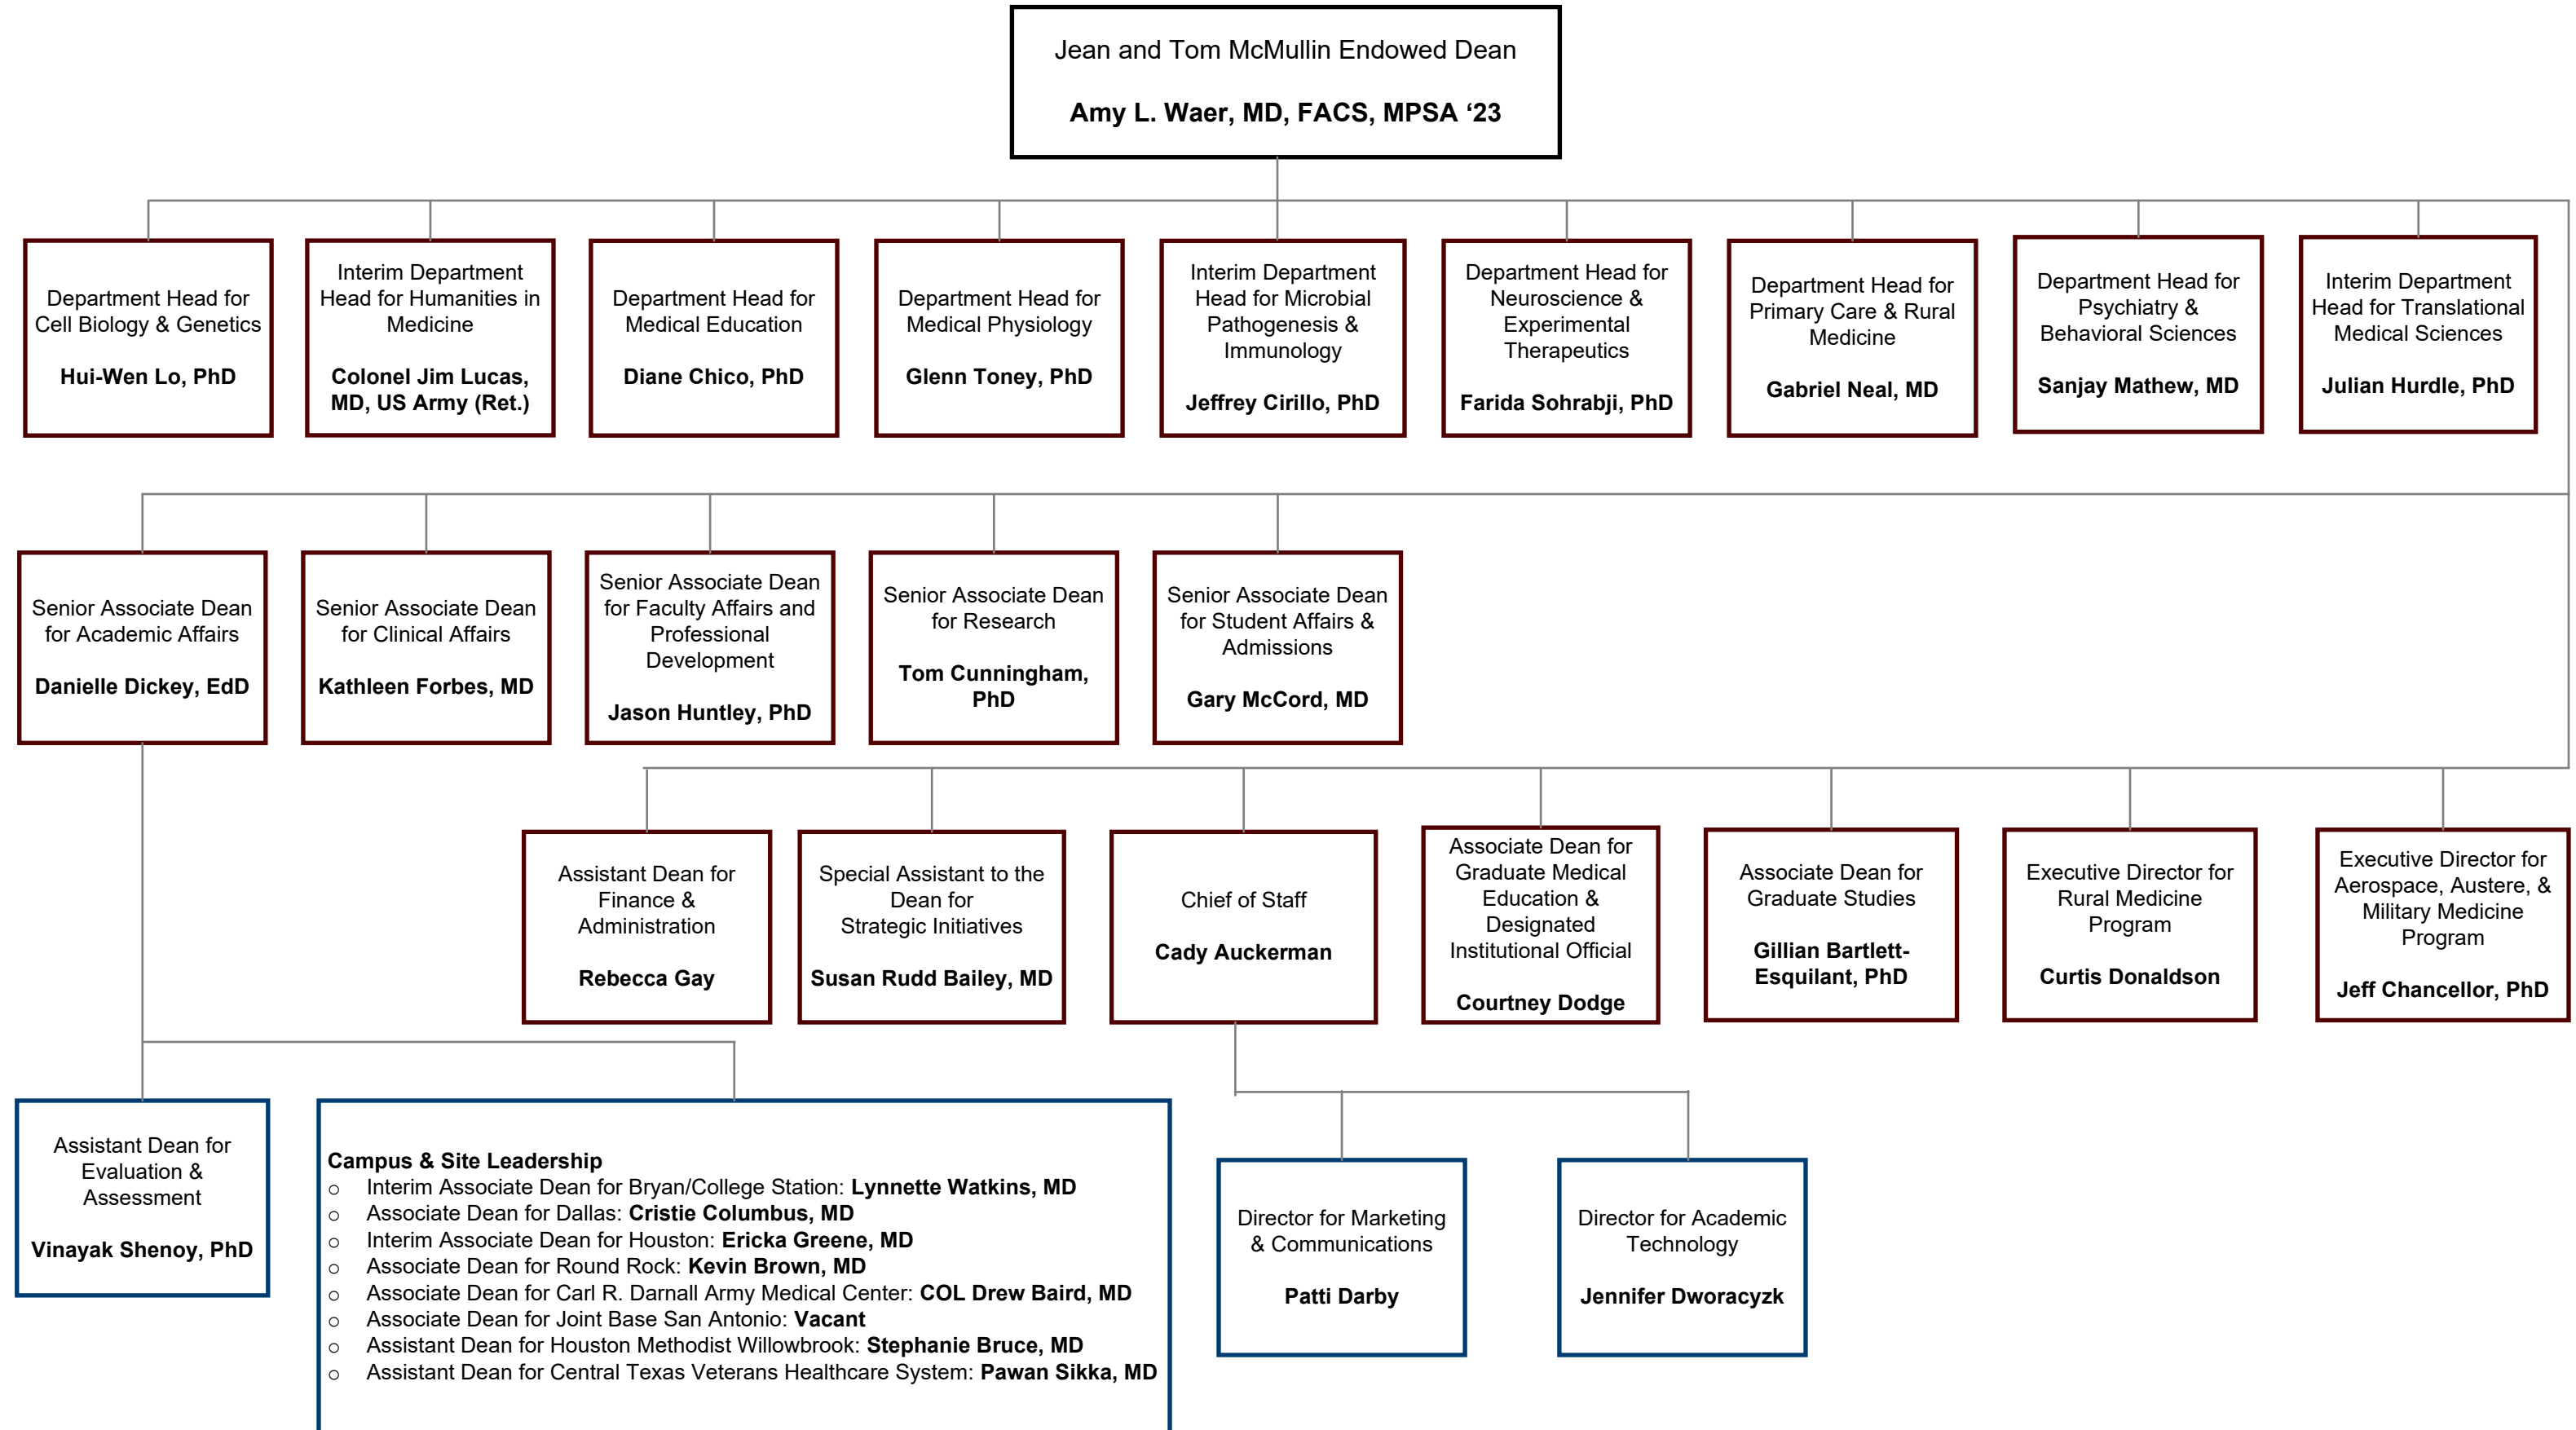 Jean and Tom McMullin Endowed Dean
Amy L. Waer, MD, FACS, MPSA ‘23
Department Head for
Cell Biology & Genetics
Hui-Wen Lo, PhD
Interim Department
Head for Humanities in
Medicine
Colonel Jim Lucas,
MD, US Army (Ret.)
Department Head for
Medical Education
Diane Chico, PhD
Department Head for
Medical Physiology
Glenn Toney, PhD
Interim Department
Head for Microbial
Pathogenesis &
Immunology
Jeffrey Cirillo, PhD
Department Head for
Neuroscience &
Experimental
Therapeutics
Farida Sohrabji, PhD
Department Head for
Primary Care & Rural
Medicine
Gabriel Neal, MD
Department Head for
Psychiatry &
Behavioral Sciences
Sanjay Mathew, MD
Interim Department
Head for Translational
Medical Sciences
Julian Hurdle, PhD
Senior Associate Dean
for Academic Affairs
Danielle Dickey, EdD
Senior Associate Dean
for Clinical Affairs
Kathleen Forbes, MD
Senior Associate Dean
for Faculty Affairs and
Professional
Development
Jason Huntley, PhD
Senior Associate Dean
for Research
Tom Cunningham,
PhD
Senior Associate Dean
for Student Affairs &
Admissions
Gary McCord, MD
Assistant Dean for
Finance &
Administration
Rebecca Gay
Special Assistant to the
Dean for
Strategic Initiatives
Susan Rudd Bailey, MD
Chief of Staff
Cady Auckerman
Associate Dean for
Graduate Medical
Education &
Designated
Institutional Official
Courtney Dodge
Associate Dean for
Graduate Studies
Gillian Bartlett-
Esquilant, PhD
Executive Director for
Rural Medicine
Program
Curtis Donaldson
Executive Director for
Aerospace, Austere, &
Military Medicine
Program
Jeff Chancellor, PhD
Assistant Dean for
Evaluation &
Assessment
Vinayak Shenoy, PhD
Campus & Site Leadership
o Interim Associate Dean for Bryan/College Station: Lynnette Watkins, MD
o Associate Dean for Dallas: Cristie Columbus, MD
o Interim Associate Dean for Houston: Ericka Greene, MD
o Associate Dean for Round Rock: Kevin Brown, MD
o Associate Dean for Carl R. Darnall Army Medical Center: COL Drew Baird, MD
o Associate Dean for Joint Base San Antonio: Vacant
o Assistant Dean for Houston Methodist Willowbrook: Stephanie Bruce, MD
o Assistant Dean for Central Texas Veterans Healthcare System: Pawan Sikka, MD
Director for Marketing
& Communications
Patti Darby
Director for Academic
Technology
Jennifer Dworacyzk